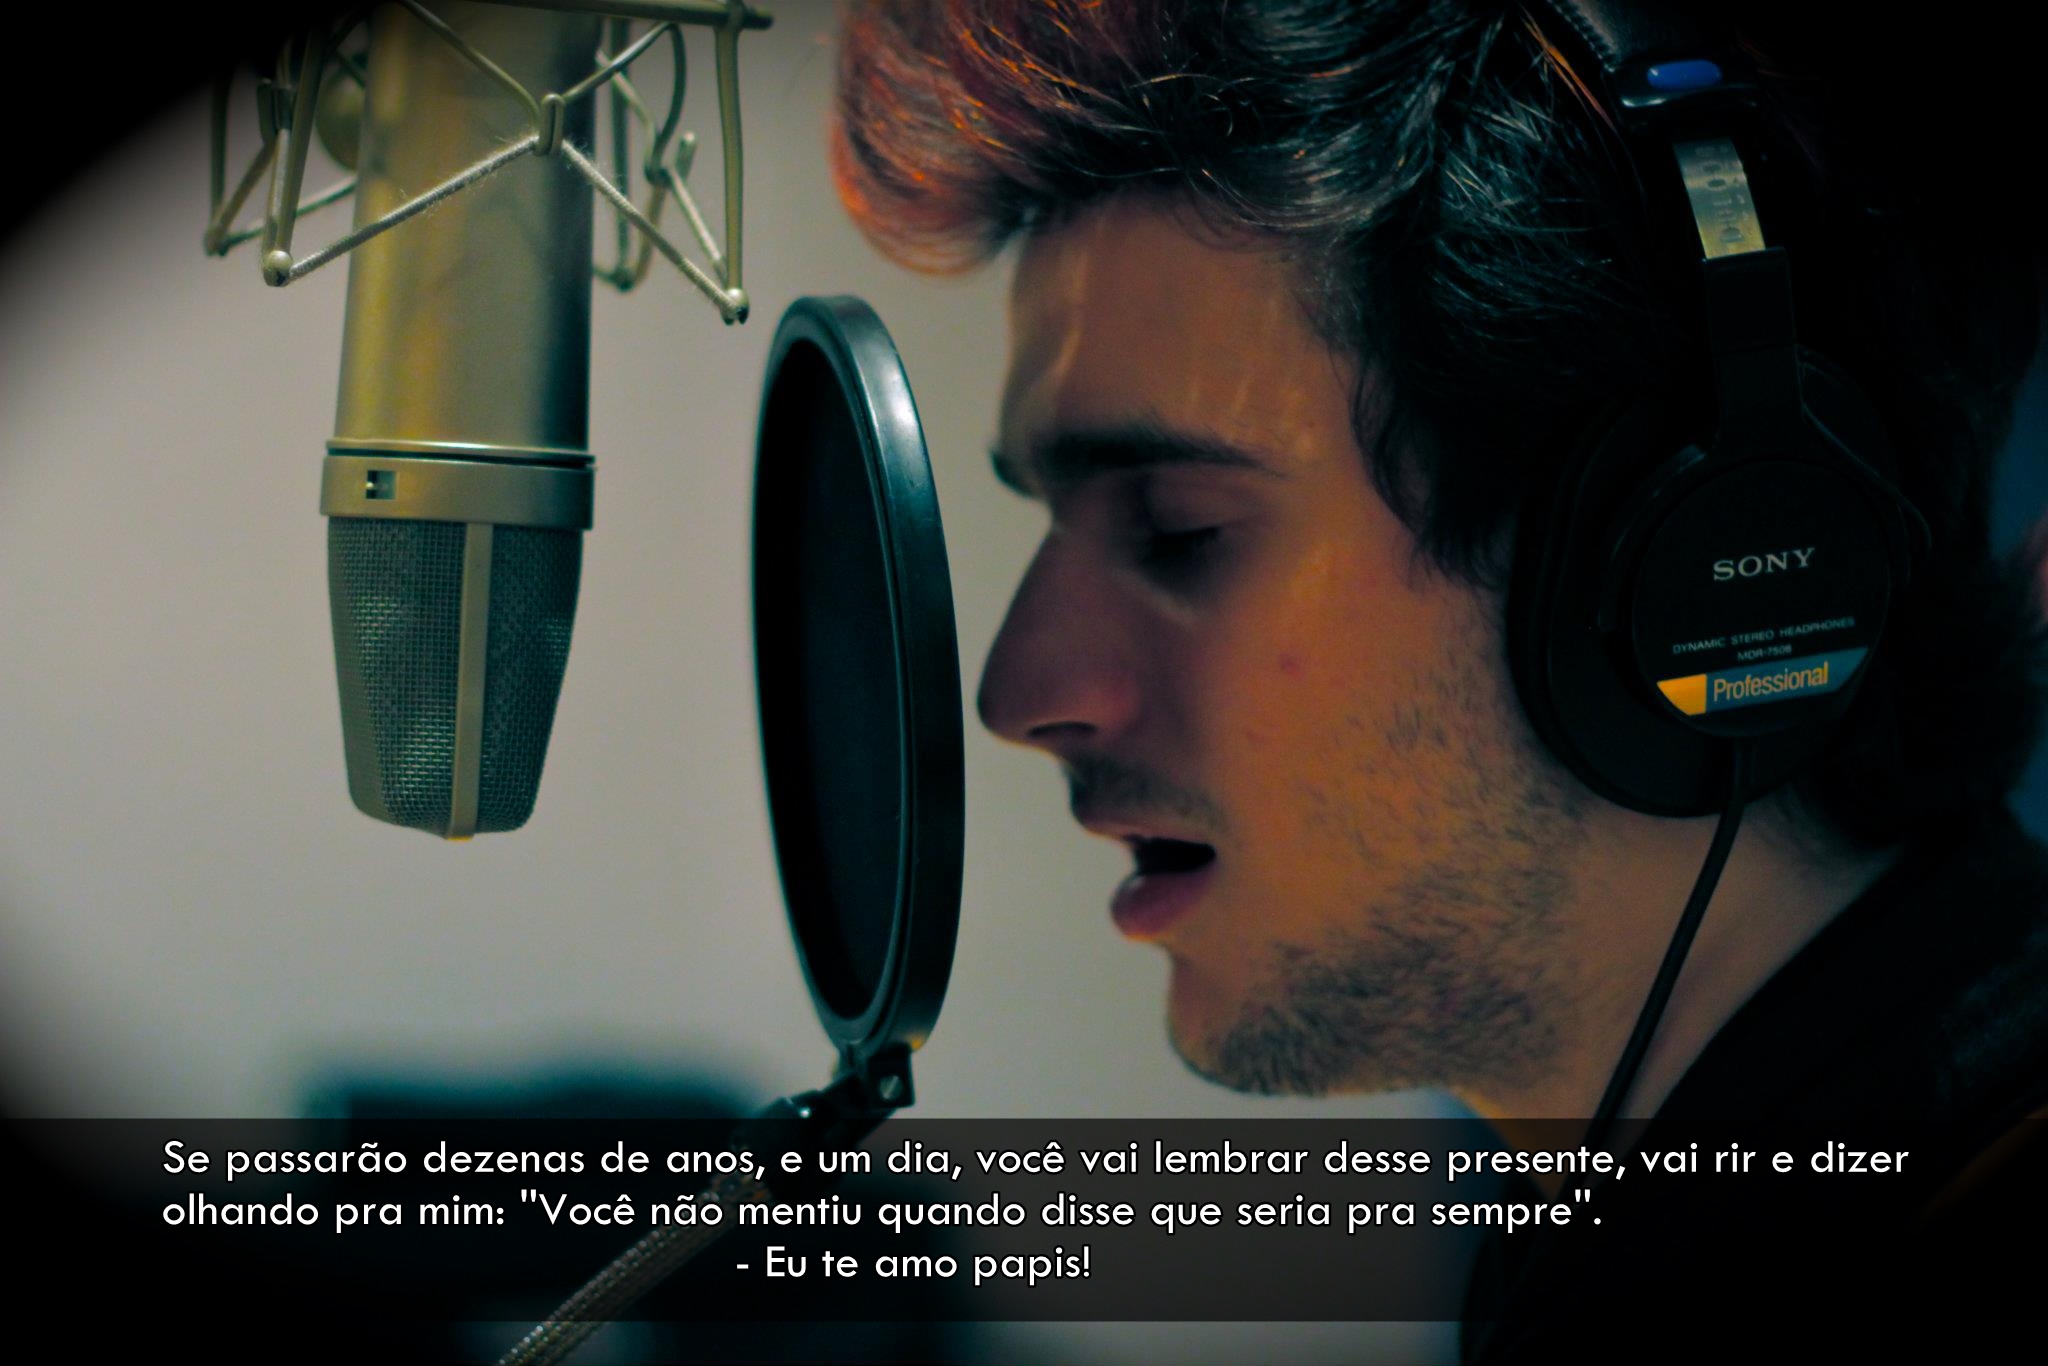 SONY
DYNAMIC STEREO HEADPHONES
MDR-7506
Professional
Se passarão dezenas de anos, e um dia, você vai lembrar desse presente, vai rir e dizer
olhando pra mim: "Você não mentiu quando disse que seria pra sempre".
- Eu te amo papis!